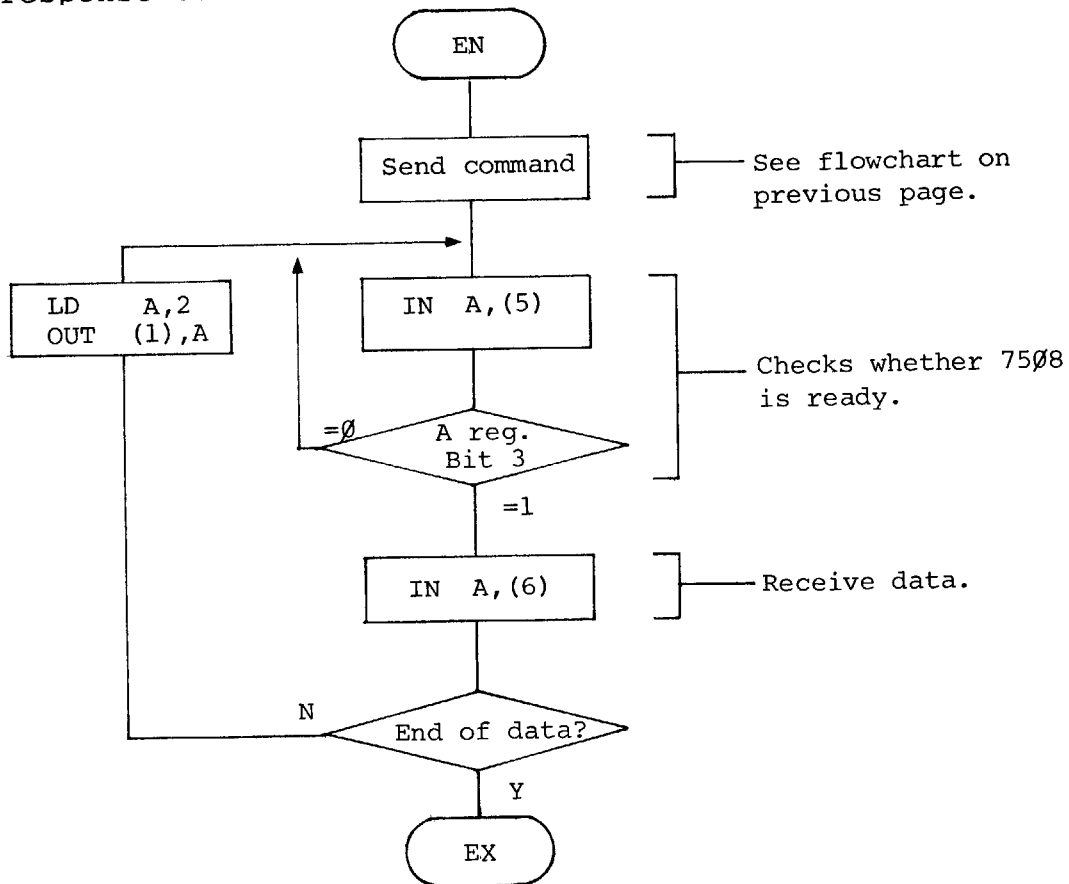 response
EN
Send command
See flowchart on
previous page.
LD A,2
OUT (1),A
IN A,(5)
Checks whether 75Ø8
is ready.
=Ø
A reg.
Bit 3
=1
IN A,(6)
Receive data.
N
End of data?
Y
EX